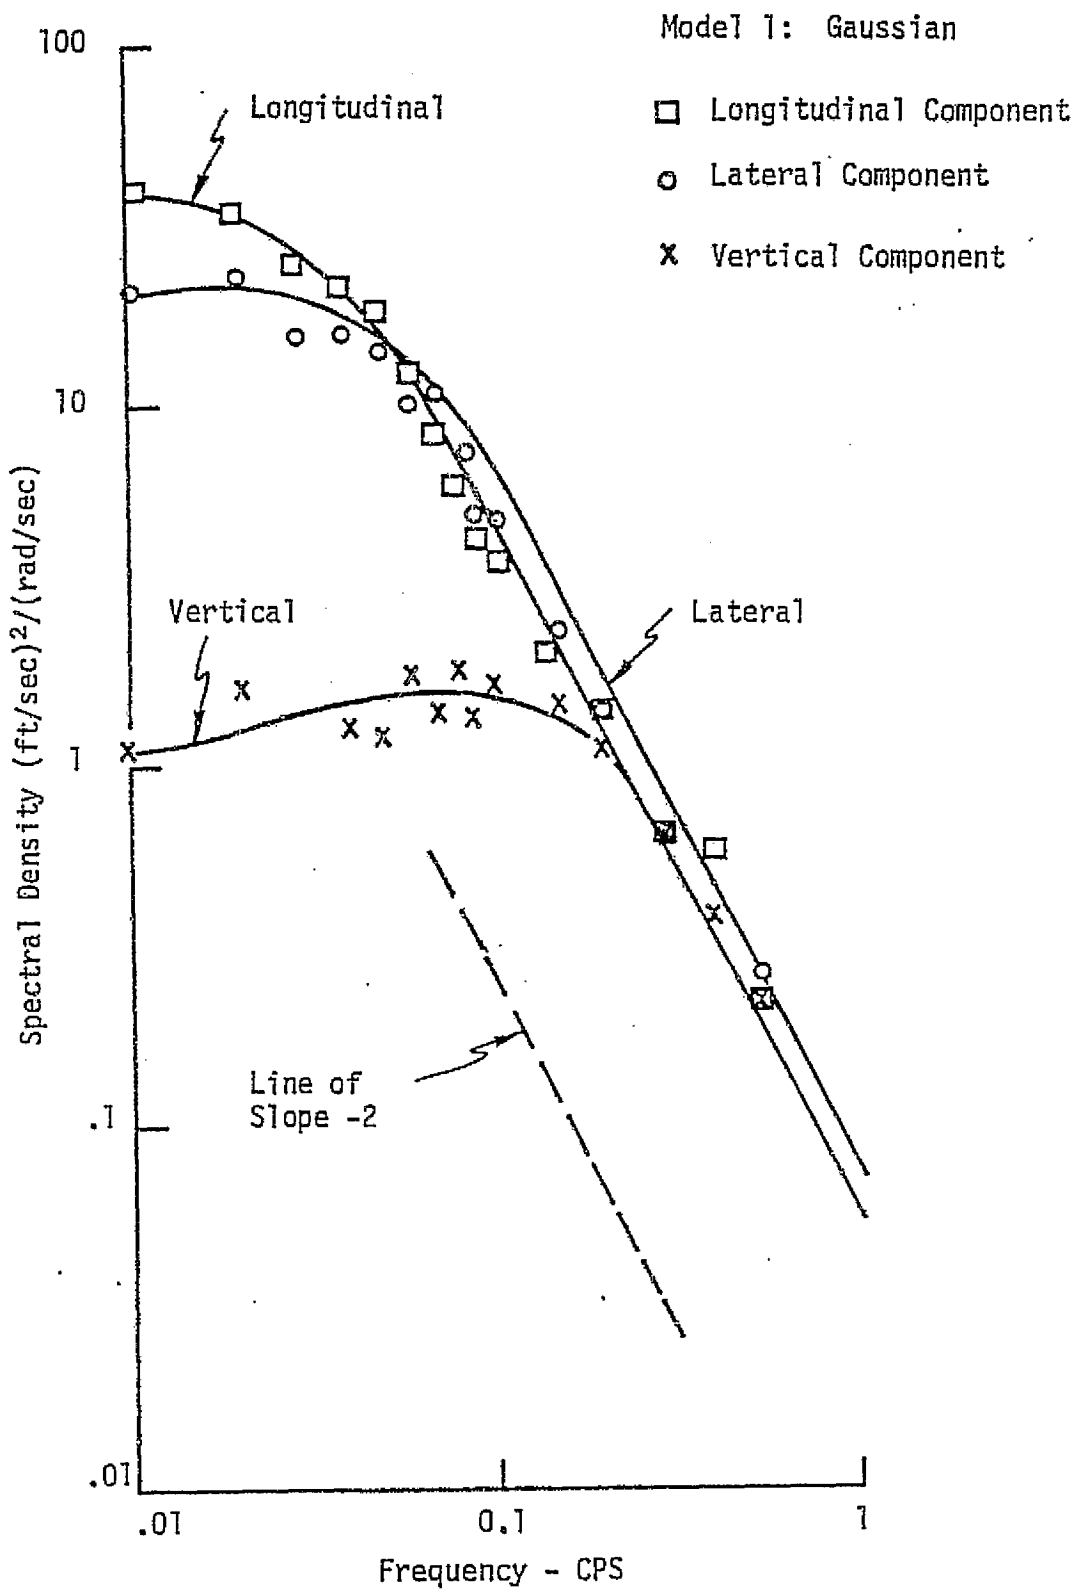 Model 1: Gaussian
Longitudinal Component
Lateral Component
Vertical Component
100
10
1
.1
.01
Longitudinal
Vertical
Lateral
Line of
Slope -2
Spectral Density (ft/sec)²/(rad/sec)
.01
0.1
1
Frequency - CPS